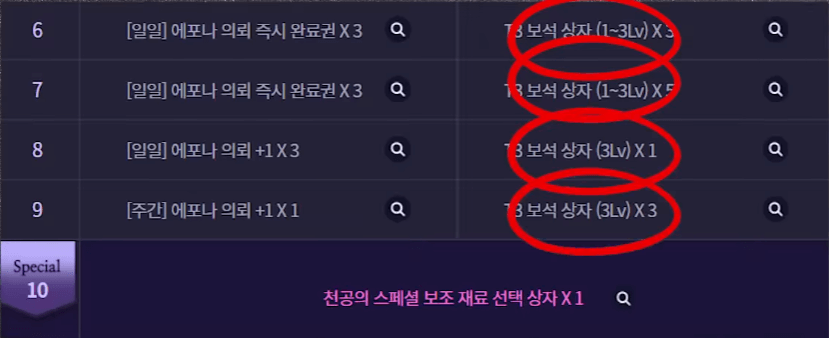 6 [일일] 에포나 의뢰 즉시 완료권 X 3 T3 보석 상자 (1~3Lv) X 3
7 [일일] 에포나 의뢰 즉시 완료권 X 3 T3 보석 상자 (1~3Lv) X 5
8 [일일] 에포나 의뢰 +1 X 3 T3 보석 상자 (3Lv) X 1
9 [주간] 에포나 의뢰 +1 X 1 T3 보석 상자 (3Lv) X 3
Special
10 천공의 스페셜 보조 재료 선택 상자 X 1